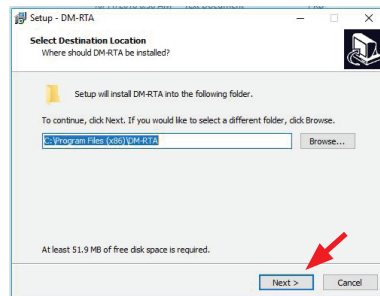 Setup - DM-RTA
Select Destination Location
Where should DM-RTA be installed?
Setup will install DM-RTA into the following folder.
To continue, click Next. If you would like to select a different folder, click Browse.
C:\Program Files (x86)\DM-RTA
Browse...
At least 51.9 MB of free disk space is required.
Next >
Cancel